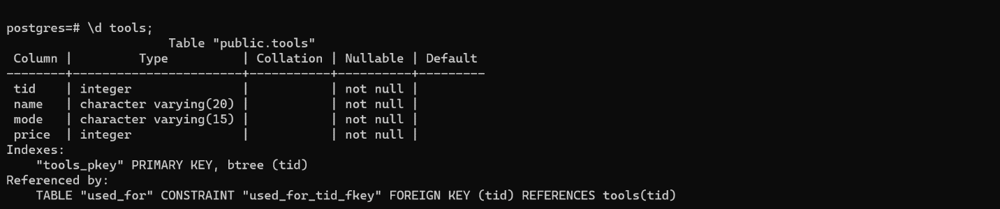 postgres=# \d tools;
                      Table "public.tools"
 Column |         Type          | Collation | Nullable | Default
--------+-----------------------+-----------+----------+---------
 tid    | integer               |           | not null |
 name   | character varying(20) |           | not null |
 mode   | character varying(15) |           | not null |
 price  | integer               |           | not null |
Indexes:
    "tools_pkey" PRIMARY KEY, btree (tid)
Referenced by:
    TABLE "used_for" CONSTRAINT "used_for_tid_fkey" FOREIGN KEY (tid) REFERENCES tools(tid)